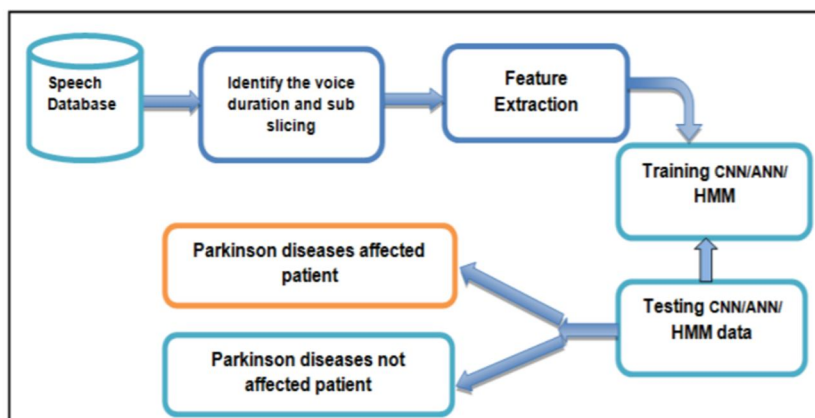 Speech
Database
Identify the voice
duration and sub
slicing
Feature
Extraction
Training CNN/ANN/
HMM
Parkinson diseases affected
patient
Testing CNN/ANN/
HMM data
Parkinson diseases not
affected patient